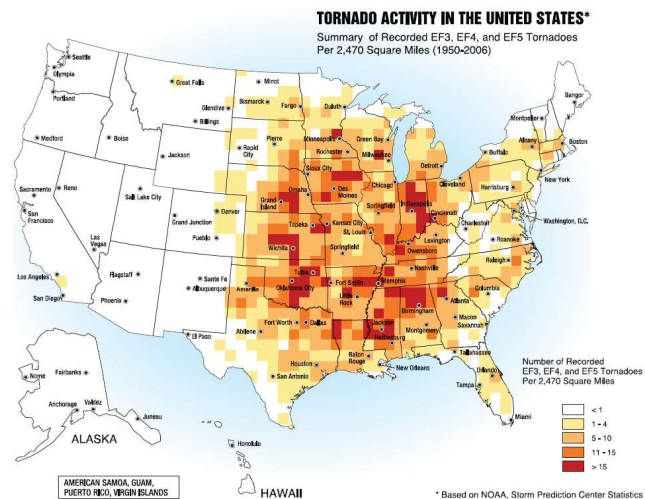 TORNADO ACTIVITY IN THE UNITED STATES*
Summary of Recorded EF3, EF4, and EF5 Tornadoes
Per 2,470 Square Miles (1950-2006)
Seattle
Olympia
Portland
Medford
Boise
Great Falls
Glendive
Billings
Jackson
Minot
Bismarck
Fargo
Duluth
Pierre
Rapid
City
Minneapolis
Rochester
Green Bay
Milwaukee
Sioux City
Bangor
Montpelier
Albany
Boston
Buffalo
Detroit
Cleveland
New York
Harrisburg
Sacramento
San
Francisco
Reno
Salt Lake City
Grand Junction
Denver
Pueblo
Grand
Island
Omaha
Des
Moines
Chicago
Springfield
Indianapolis
Cincinnati
Washington, D.C.
Topeka
Kansas City
St. Louis
Charleston
Lexington
Roanoke
Owensboro
Raleigh
Wichita
Springfield
Las
Vegas
Los Angeles
San Diego
Flagstaff
Phoenix
Santa Fe
Albuquerque
El Paso
Amarillo
Tulsa
Oklahoma City
Fort Smith
Little
Rock
Memphis
Nashville
Columbia
Atlanta
Birmingham
Macon
Savannah
Montgomery
Jackson
Hattiesburg
Fort Worth
Dallas
Abilene
Houston
San Antonio
Baton
Rouge
New Orleans
Tallahassee
Orlando
Tampa
Miami
Nome
Fairbanks
Anchorage
Valdez
Juneau
ALASKA
Honolulu
HAWAII
AMERICAN SAMOA, GUAM,
PUERTO RICO, VIRGIN ISLANDS
Number of Recorded
EF3, EF4, and EF5 Tornadoes
Per 2,470 Square Miles
< 1
1 - 4
5 - 10
11 - 15
> 15
* Based on NOAA, Storm Prediction Center Statistics